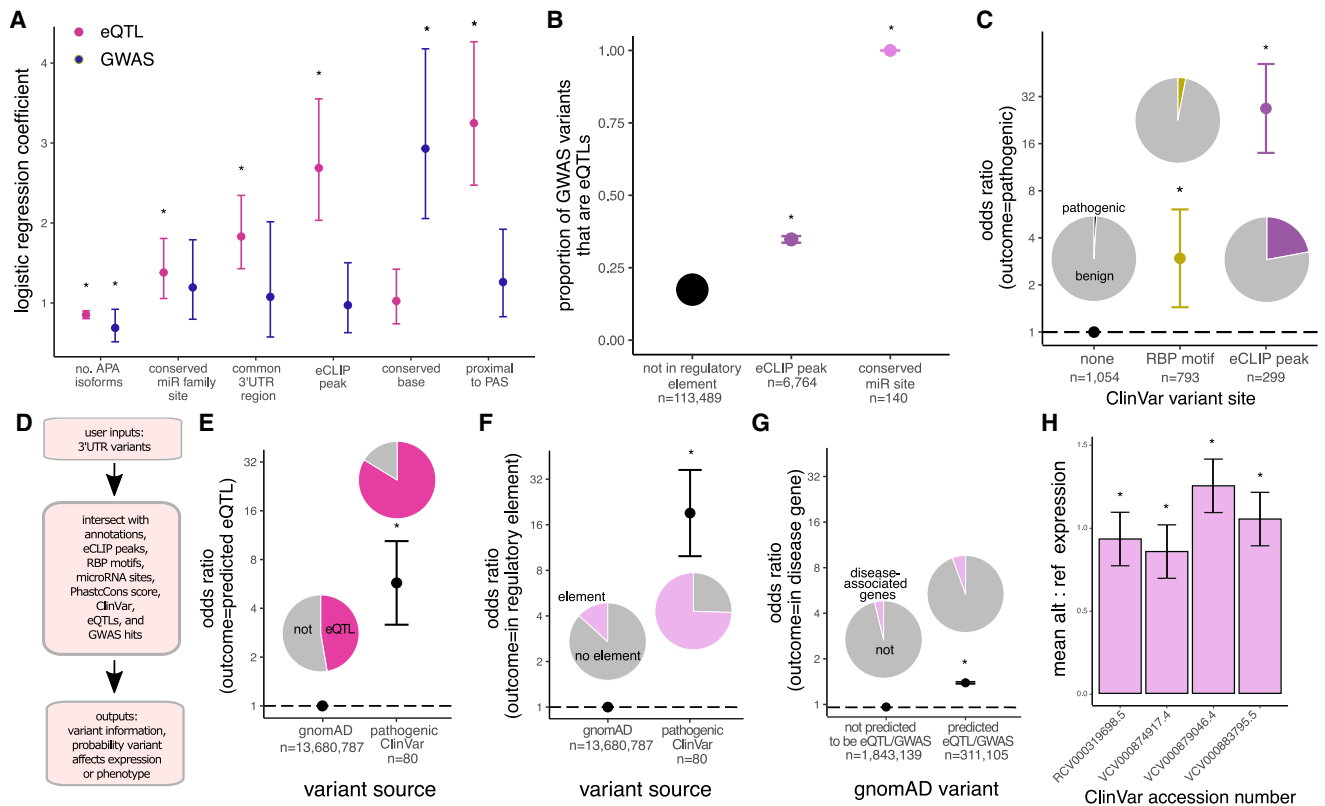 A
eQTL
GWAS
logistic regression coefficient
4
3
2
1
* * * * * * *
no. APA isoforms
conserved miR family site
common 3'UTR region
eCLIP peak
conserved base
proximal to PAS
B
proportion of GWAS variants
that are eQTLs
1.00
0.75
0.50
0.25
0.00
* *
not in regulatory element
n=113,489
eCLIP peak
n=6,764
conserved miR site
n=140
C
odds ratio
(outcome=pathogenic)
32
16
8
4
2
1
* *
pathogenic
benign
none
n=1,054
RBP motif
n=793
eCLIP peak
n=299
ClinVar variant site
D
user inputs:
3'UTR variants
intersect with
annotations,
eCLIP peaks,
RBP motifs,
microRNA sites,
PhastcCons score,
ClinVar,
eQTLs, and
GWAS hits
outputs:
variant information,
probability variant
affects expression
or phenotype
E
odds ratio
(outcome=predicted eQTL)
32
16
8
4
2
1
*
not
eQTL
gnomAD
n=13,680,787
pathogenic
ClinVar
n=80
variant source
F
odds ratio
(outcome=in regulatory element)
32
16
8
4
2
1
*
element
no element
gnomAD
n=13,680,787
pathogenic
ClinVar
n=80
variant source
G
odds ratio
(outcome=in disease gene)
32
16
8
4
2
1
*
disease-
associated
genes
not
not predicted
to be eQTL/GWAS
n=1,843,139
predicted
eQTL/GWAS
n=311,105
gnomAD variant
H
mean alt : ref expression
1.5
1.0
0.5
0.0
* * * *
RCV000319698.5
VCV000874917.4
VCV000879046.4
VCV000883795.5
ClinVar accession number